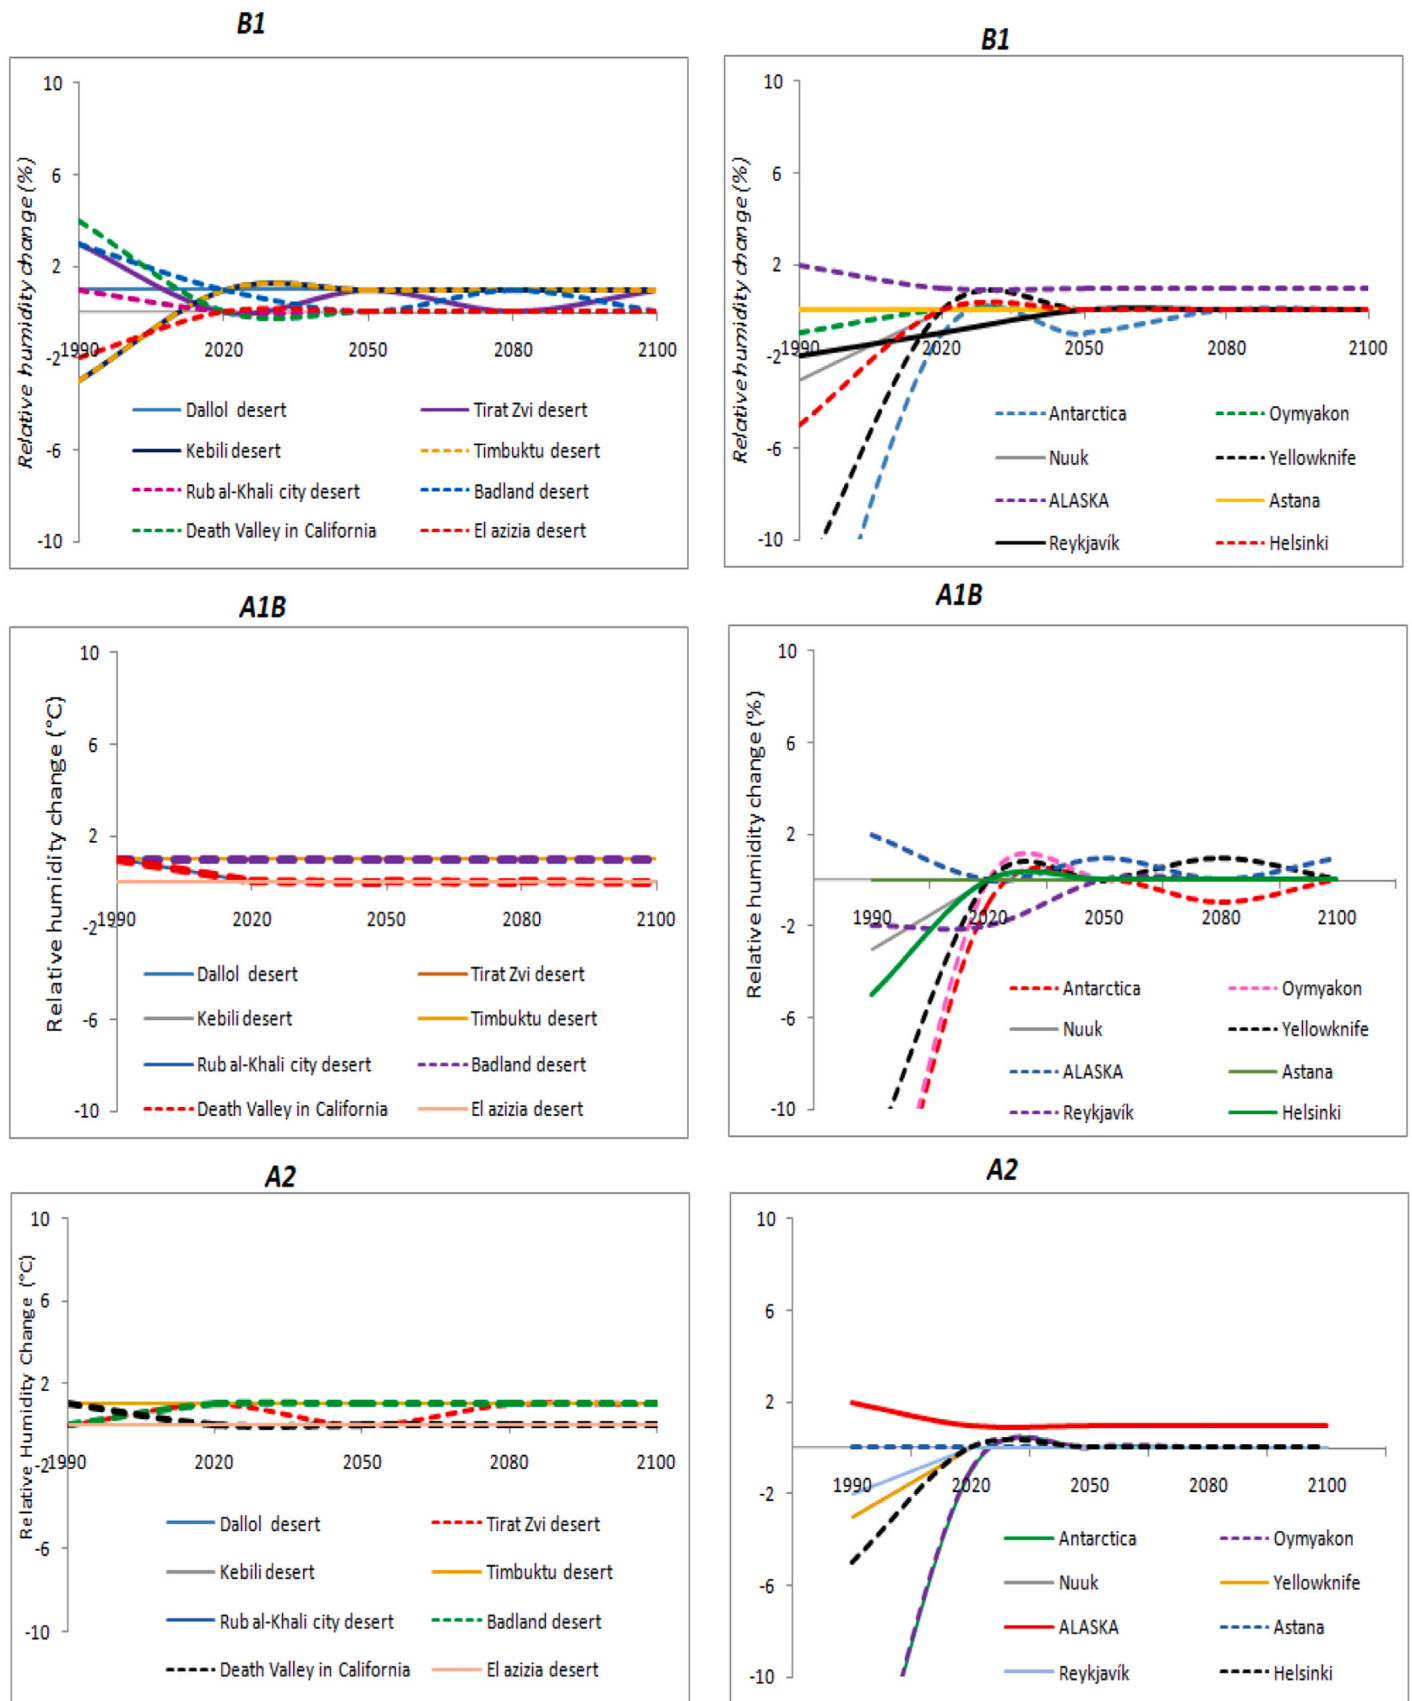 B1
10
6
2
-2
-6
-10
Relative humidity change (%)
1990 2020 2050 2080 2100
Dallol desert Tirat Zvi desert
Kebili desert Timbuktu desert
Rub al-Khali city desert Badland desert
Death Valley in California El azizia desert
B1
10
6
2
-2
-6
-10
Relative humidity change (%)
1990 2020 2050 2080 2100
Antarctica Oymyakon
Nuuk Yellowknife
ALASKA Astana
Reykjavík Helsinki
A1B
10
6
2
-2
-6
-10
Relative humidity change (°C)
1990 2020 2050 2080 2100
Dallol desert Tirat Zvi desert
Kebili desert Timbuktu desert
Rub al-Khali city desert Badland desert
Death Valley in California El azizia desert
A1B
10
6
2
-2
-6
-10
Relative humidity change (%)
1990 2020 2050 2080 2100
Antarctica Oymyakon
Nuuk Yellowknife
ALASKA Astana
Reykjavík Helsinki
A2
10
6
2
-2
-6
-10
Relative Humidity Change (°C)
1990 2020 2050 2080 2100
Dallol desert Tirat Zvi desert
Kebili desert Timbuktu desert
Rub al-Khali city desert Badland desert
Death Valley in California El azizia desert
A2
10
6
2
-2
-6
-10
1990 2020 2050 2080 2100
Antarctica Oymyakon
Nuuk Yellowknife
ALASKA Astana
Reykjavík Helsinki